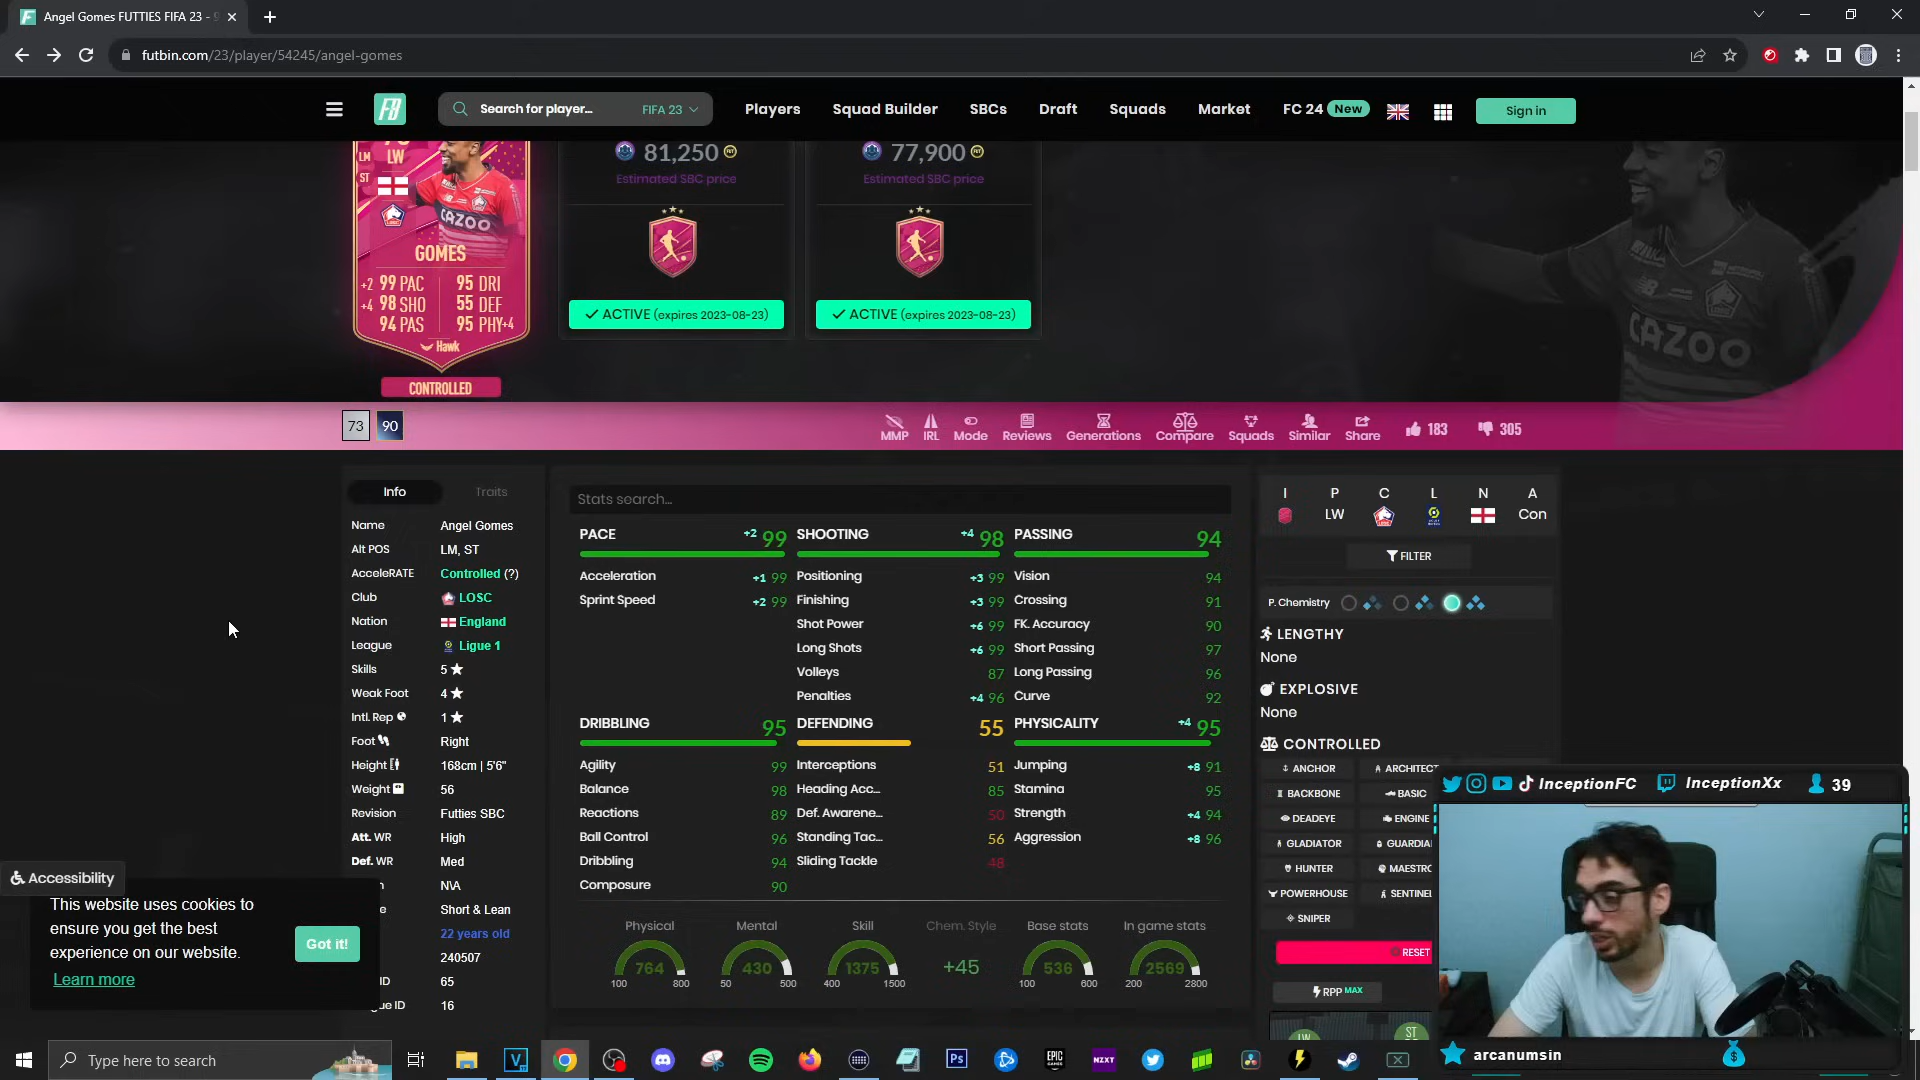 Angel Gomes FUTTIES FIFA 23 - 9
futbin.com/23/player/54245/angel-gomes
Search for player...
FIFA 23
Players
Squad Builder
SBCs
Draft
Squads
Market
FC 24 New
Sign in
LM
LW
ST
CAZOO
GOMES
+2 99 PAC 95 DRI
+4 98 SHO 55 DEF
94 PAS 95 PHY+4
Hawk
CONTROLLED
81,250
Estimated SBC price
ACTIVE (expires 2023-08-23)
77,900
Estimated SBC price
ACTIVE (expires 2023-08-23)
CAZOO
73 90
MMP
IRL
Mode
Reviews
Generations
Compare
Squads
Similar
Share
183
305
Info Traits
Name Angel Gomes
Alt POS LM, ST
AcceleRATE Controlled (?)
Club LOSC
Nation England
League Ligue 1
Skills 5
Weak Foot 4
Intl. Rep 1
Foot Right
Height 168cm | 5'6"
Weight 56
Revision Futties SBC
Att. WR High
Def. WR Med
N\A
Short & Lean
22 years old
240507
ID 65
ID 16
Stats search...
PACE +2 99
Acceleration +1 99
Sprint Speed +2 99
SHOOTING +4 98
Positioning +3 99
Finishing +3 99
Shot Power +6 99
Long Shots +6 99
Volleys 87
Penalties +4 96
PASSING 94
Vision 94
Crossing 91
FK. Accuracy 90
Short Passing 97
Long Passing 96
Curve 92
DRIBBLING 95
Agility 99
Balance 98
Reactions 89
Ball Control 96
Dribbling 94
Composure 90
DEFENDING 55
Interceptions 51
Heading Acc... 85
Def. Awarene... 50
Standing Tac... 56
Sliding Tackle 48
PHYSICALITY +4 95
Jumping +8 91
Stamina 95
Strength +4 94
Aggression +8 96
Physical
764
100 800
Mental
430
50 500
Skill
1375
400 1500
Chem. Style
+45
Base stats
536
100 600
In game stats
2569
200 2800
I P C L N A
LW Con
FILTER
P. Chemistry
LENGTHY
None
EXPLOSIVE
None
CONTROLLED
ANCHOR ARCHITECT
BACKBONE BASIC
DEADEYE ENGINE
GLADIATOR GUARDIA
HUNTER MAESTRO
POWERHOUSE SENTINEL
SNIPER
RESET
RPP MAX
LW ST
Accessibility
This website uses cookies to
ensure you get the best
experience on our website.
Learn more
Got it!
InceptionFC
InceptionXx
39
arcanumsin
Type here to search
V
Ps
EPIC
GAMES
NZXT